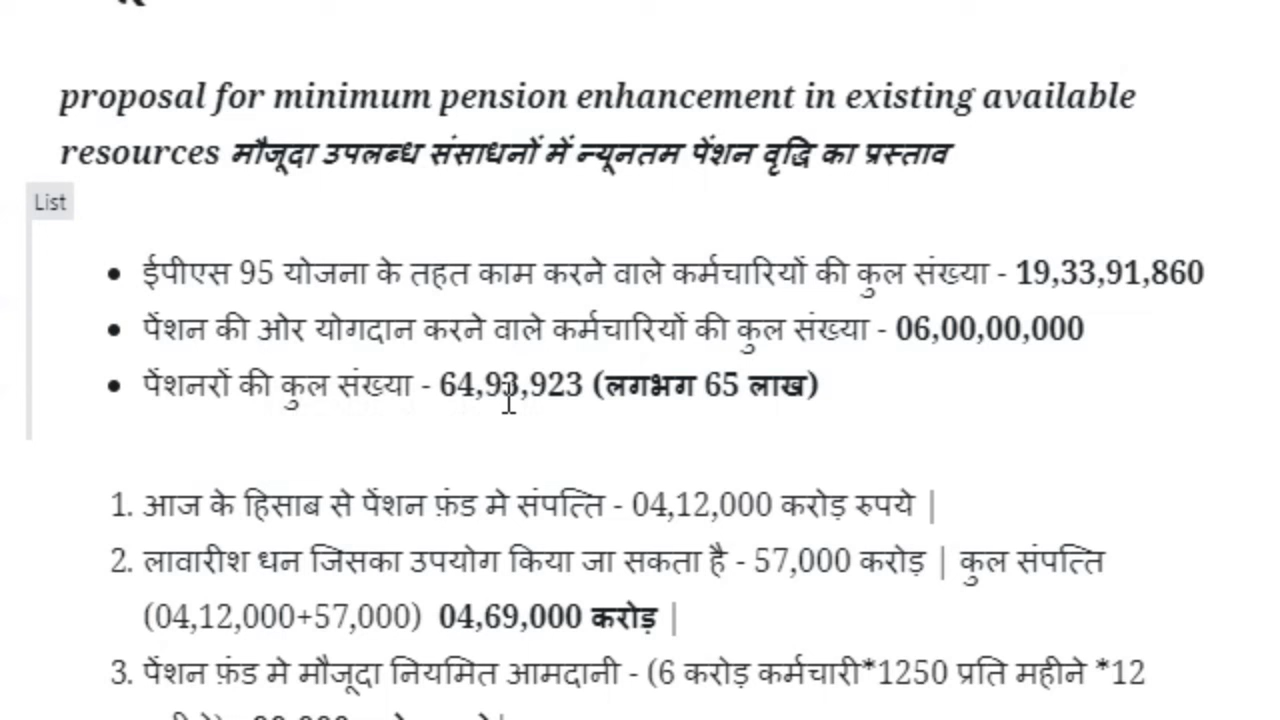 proposal for minimum pension enhancement in existing available
resources मौजूदा उपलब्ध संसाधनों में न्यूनतम पेंशन वृद्धि का प्रस्ताव
List
• ईपीएस 95 योजना के तहत काम करने वाले कर्मचारियों की कुल संख्या - 19,33,91,860
• पेंशन की ओर योगदान करने वाले कर्मचारियों की कुल संख्या - 06,00,00,000
• पेंशनरों की कुल संख्या - 64,93,923 (लगभग 65 लाख)
1. आज के हिसाब से पेंशन फ़ंड मे संपत्ति - 04,12,000 करोड़ रुपये |
2. लावारीश धन जिसका उपयोग किया जा सकता है - 57,000 करोड़ | कुल संपत्ति
(04,12,000+57,000) 04,69,000 करोड़ |
3. पेंशन फ़ंड मे मौजूदा नियमित आमदानी - (6 करोड़ कर्मचारी*1250 प्रति महीने *12